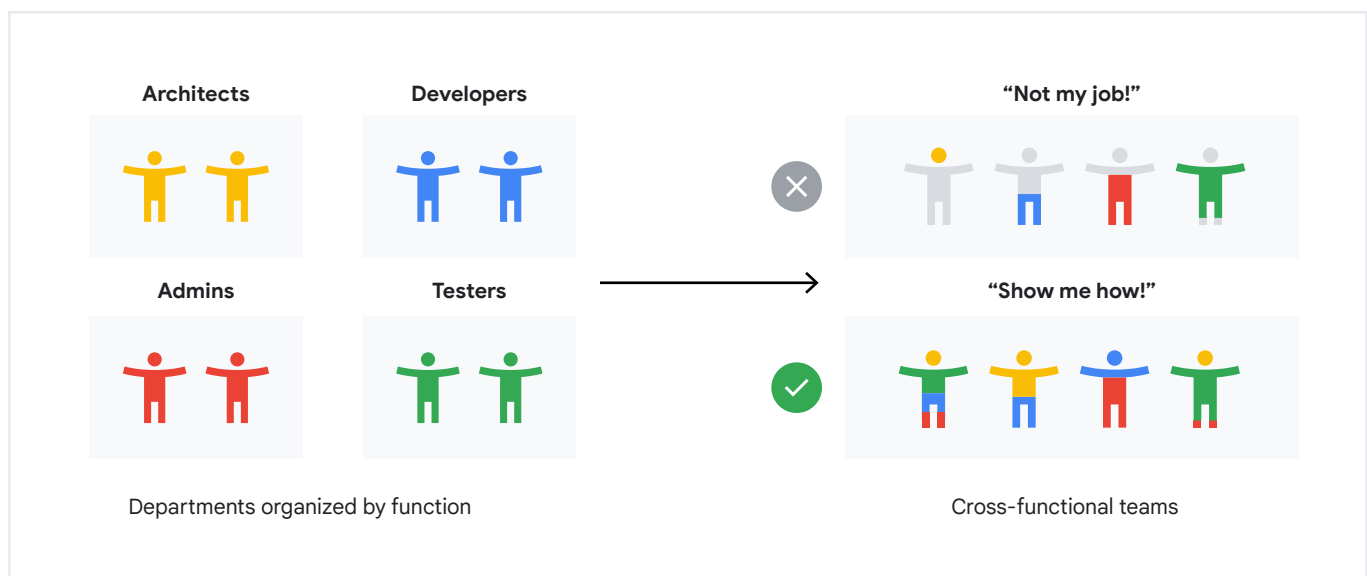 Architects
Developers
“Not my job!”
Admins
Testers
“Show me how!”
Departments organized by function
Cross-functional teams